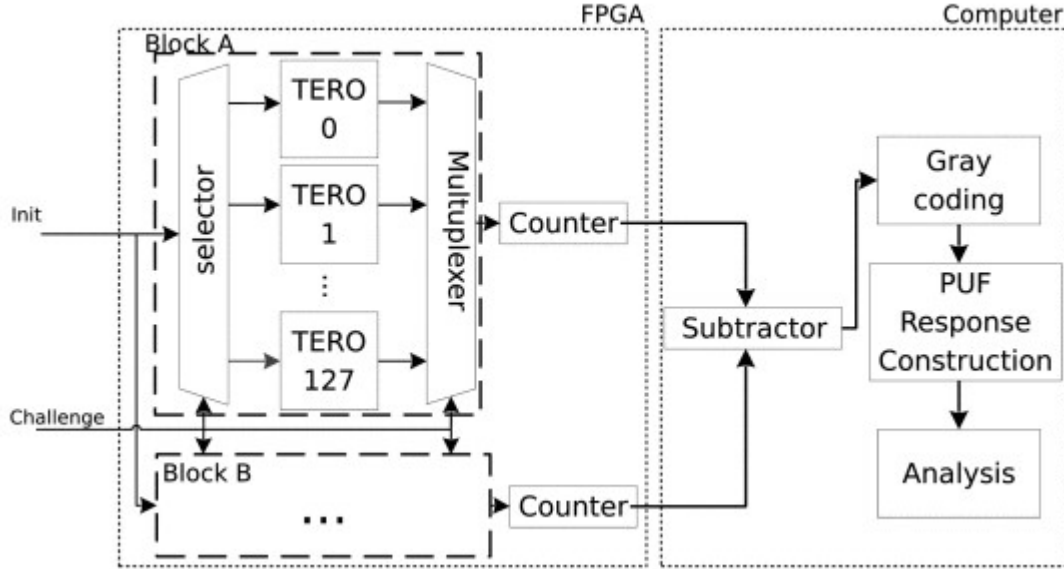 FPGA
Computer
Block A
selector
TERO
0
TERO
1
...
TERO
127
Multuplexer
Init
Counter
Challenge
Block B
...
Counter
Subtractor
Gray
coding
PUF
Response
Construction
Analysis